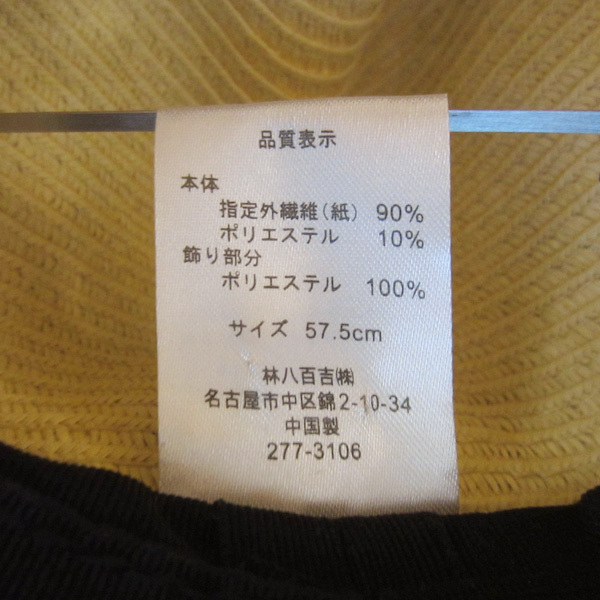 品質表示
本体
指定外繊維(紙) 90%
ポリエステル 10%
飾り部分
ポリエステル 100%
サイズ 57.5cm
林八百吉㈱
名古屋市中区錦2-10-34
中国製
277-3106